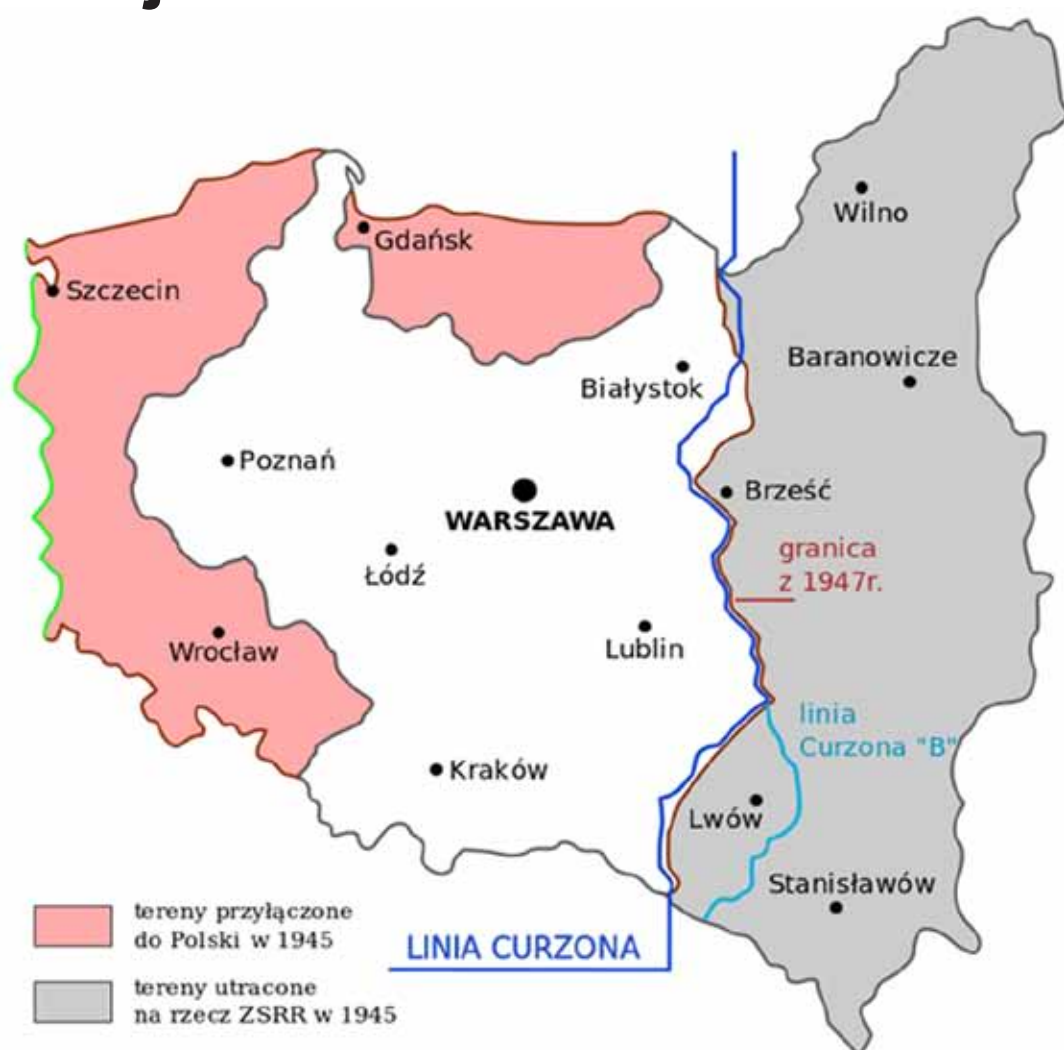 Wilno
Gdańsk
Szczecin
Baranowicze
Białystok
Poznań
Brześć
WARSZAWA
granica
z 1947r.
Łódź
Lublin
Wrocław
linia
Curzona "B"
Kraków
Lwów
Stanisławów
tereny przyłączone
do Polski w 1945
LINIA CURZONA
tereny utracone
na rzecz ZSRR w 1945